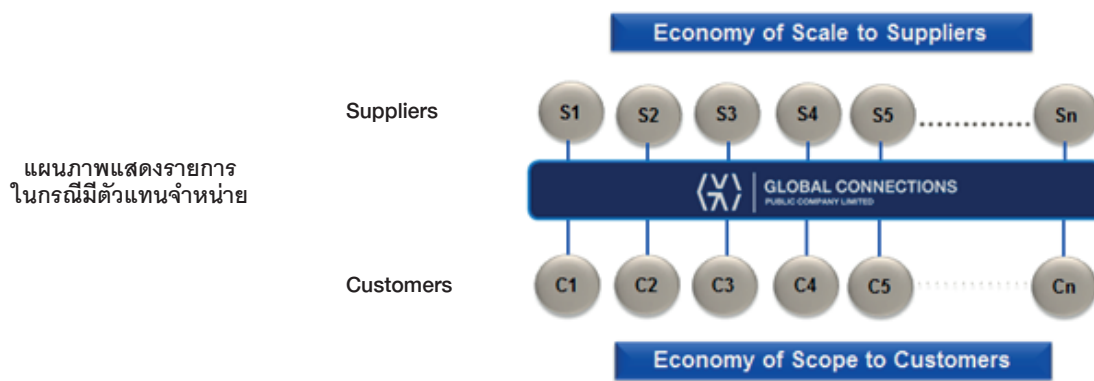 Economy of Scale to Suppliers
Suppliers
S1 S2 S3 S4 S5 Sn
แผนภาพแสดงรายการ
ในกรณีมีตัวแทนจำหน่าย
GLOBAL CONNECTIONS
PUBLIC COMPANY LIMITED
Customers
C1 C2 C3 C4 C5 Cn
Economy of Scope to Customers